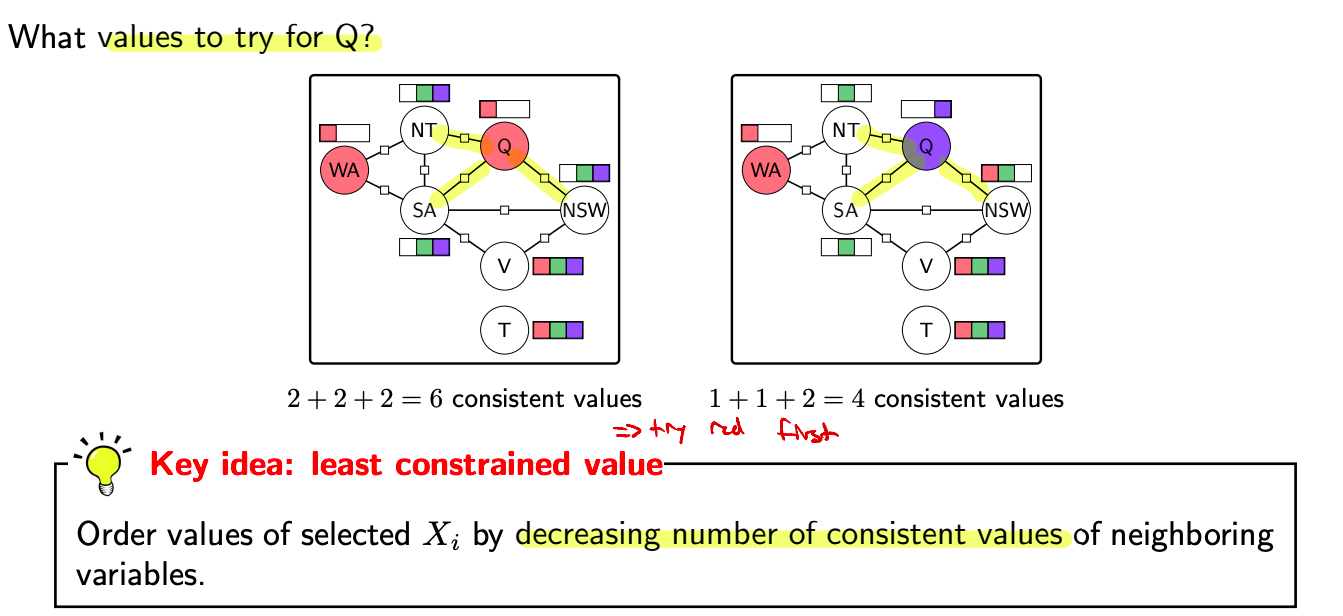 What values to try for Q?
NT
Q
WA
SA
NSW
V
T
NT
Q
WA
SA
NSW
V
T
2 + 2 + 2 = 6 consistent values
1 + 1 + 2 = 4 consistent values
⇒ try red first
Key idea: least constrained value
Order values of selected Xᵢ by decreasing number of consistent values of neighboring
variables.